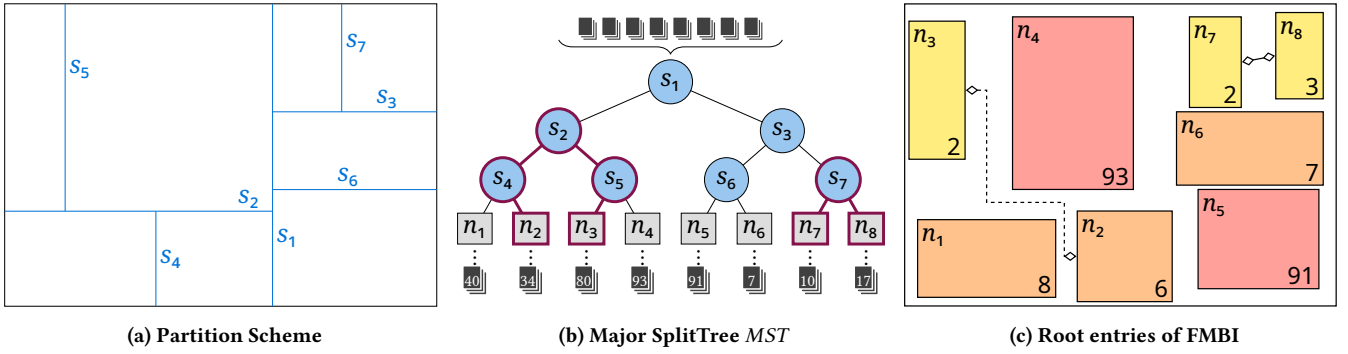 s5
s7
s3
s6
s2
s1
s4
(a) Partition Scheme
s1
s2
s3
s4
s5
s6
s7
n1
n2
n3
n4
n5
n6
n7
n8
40
34
80
93
91
7
10
17
(b) Major SplitTree MST
n3
2
n4
93
n7
2
n8
3
n6
7
n5
91
n1
8
n2
6
(c) Root entries of FMBI